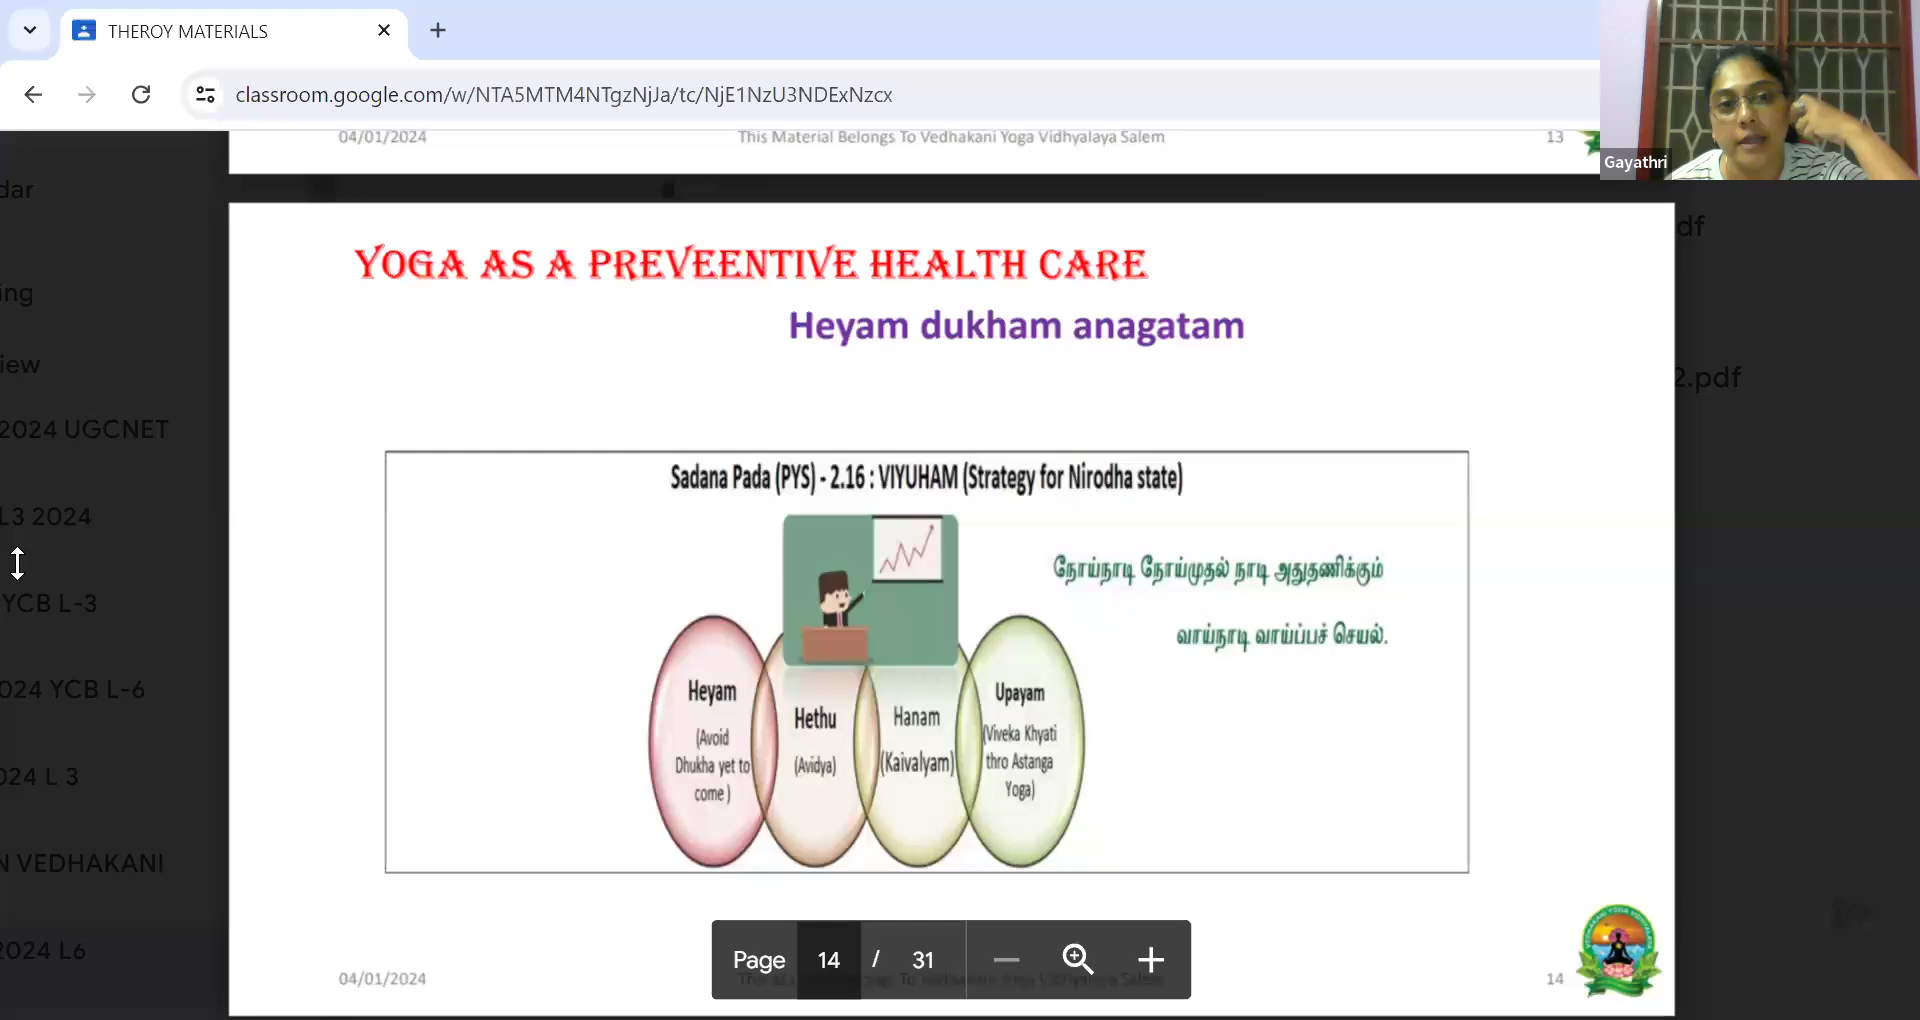 THEROY MATERIALS
classroom.google.com/w/NTA5MTM4NTgzNjJa/tc/NjE1NzU3NDExNzcx
Gayathri
04/01/2024 This Material Belongs To Vedhakani Yoga Vidhyalaya Salem 13
dar
ing
iew
2024 UGCNET
L3 2024
YCB L-3
024 YCB L-6
024 L 3
N VEDHAKANI
2024 L6
df
2.pdf
YOGA AS A PREVEENTIVE HEALTH CARE
Heyam dukham anagatam
Sadana Pada (PYS) - 2.16 : VIYUHAM (Strategy for Nirodha state)
நோய்நாடி நோய்முதல் நாடி அதுதணிக்கும்
வாய்நாடி வாய்ப்பச் செயல்.
Heyam
(Avoid
Dhukha yet to
come )
Hethu
(Avidya)
Hanam
(Kaivalyam)
Upayam
(Viveka Khyati
thro Astanga
Yoga)
Page 14 / 31
04/01/2024 14